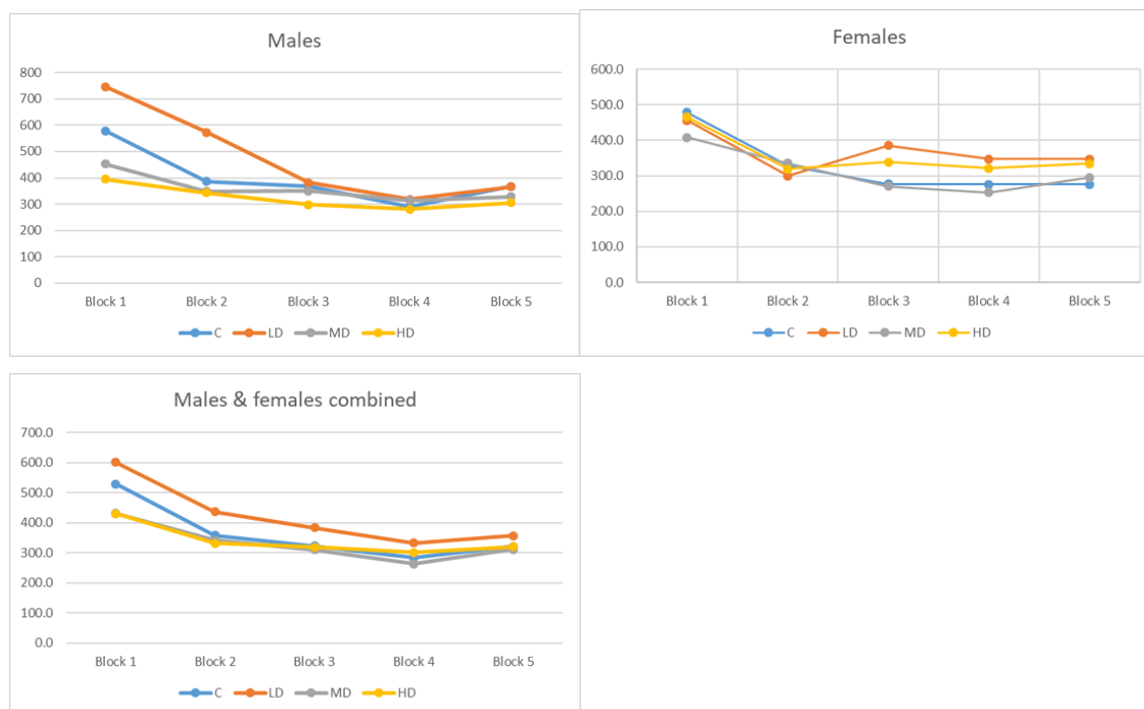 Males
800
700
600
500
400
300
200
100
0
Block 1 Block 2 Block 3 Block 4 Block 5
C LD MD HD
Females
600.0
500.0
400.0
300.0
200.0
100.0
0.0
Block 1 Block 2 Block 3 Block 4 Block 5
C LD MD HD
Males & females combined
700.0
600.0
500.0
400.0
300.0
200.0
100.0
0.0
Block 1 Block 2 Block 3 Block 4 Block 5
C LD MD HD